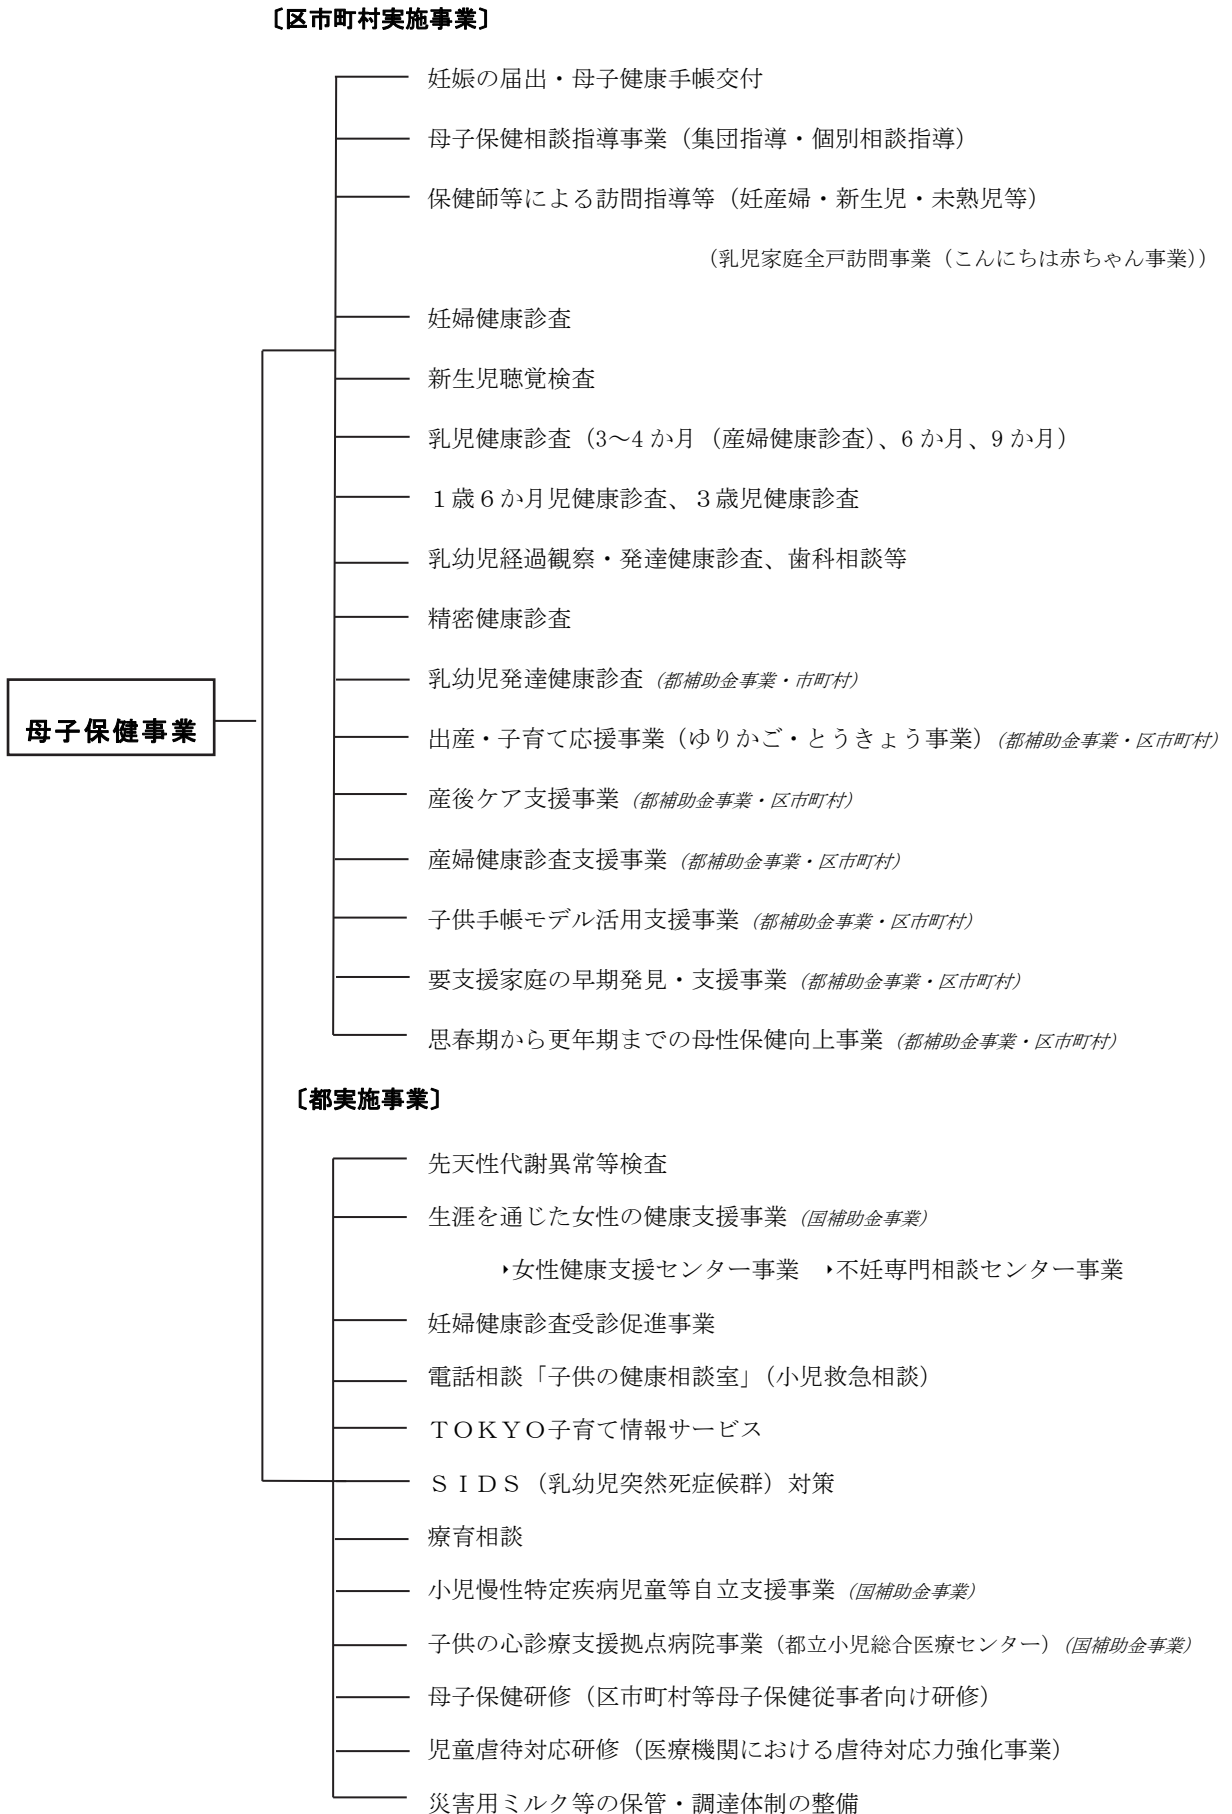 〔区市町村実施事業〕
妊娠の届出・母子健康手帳交付
母子保健相談指導事業（集団指導・個別相談指導）
保健師等による訪問指導等（妊産婦・新生児・未熟児等）
（乳児家庭全戸訪問事業（こんにちは赤ちゃん事業））
妊婦健康診査
新生児聴覚検査
乳児健康診査（3～4か月（産婦健康診査）、6か月、9か月）
１歳６か月児健康診査、３歳児健康診査
乳幼児経過観察・発達健康診査、歯科相談等
精密健康診査
乳幼児発達健康診査（都補助金事業・市町村）
母子保健事業
出産・子育て応援事業（ゆりかご・とうきょう事業）（都補助金事業・区市町村）
産後ケア支援事業（都補助金事業・区市町村）
産婦健康診査支援事業（都補助金事業・区市町村）
子供手帳モデル活用支援事業（都補助金事業・区市町村）
要支援家庭の早期発見・支援事業（都補助金事業・区市町村）
思春期から更年期までの母性保健向上事業（都補助金事業・区市町村）
〔都実施事業〕
先天性代謝異常等検査
生涯を通じた女性の健康支援事業（国補助金事業）
‣女性健康支援センター事業　‣不妊専門相談センター事業
妊婦健康診査受診促進事業
電話相談「子供の健康相談室」（小児救急相談）
ＴＯＫＹＯ子育て情報サービス
ＳＩＤＳ（乳幼児突然死症候群）対策
療育相談
小児慢性特定疾病児童等自立支援事業（国補助金事業）
子供の心診療支援拠点病院事業（都立小児総合医療センター）（国補助金事業）
母子保健研修（区市町村等母子保健従事者向け研修）
児童虐待対応研修（医療機関における虐待対応力強化事業）
災害用ミルク等の保管・調達体制の整備